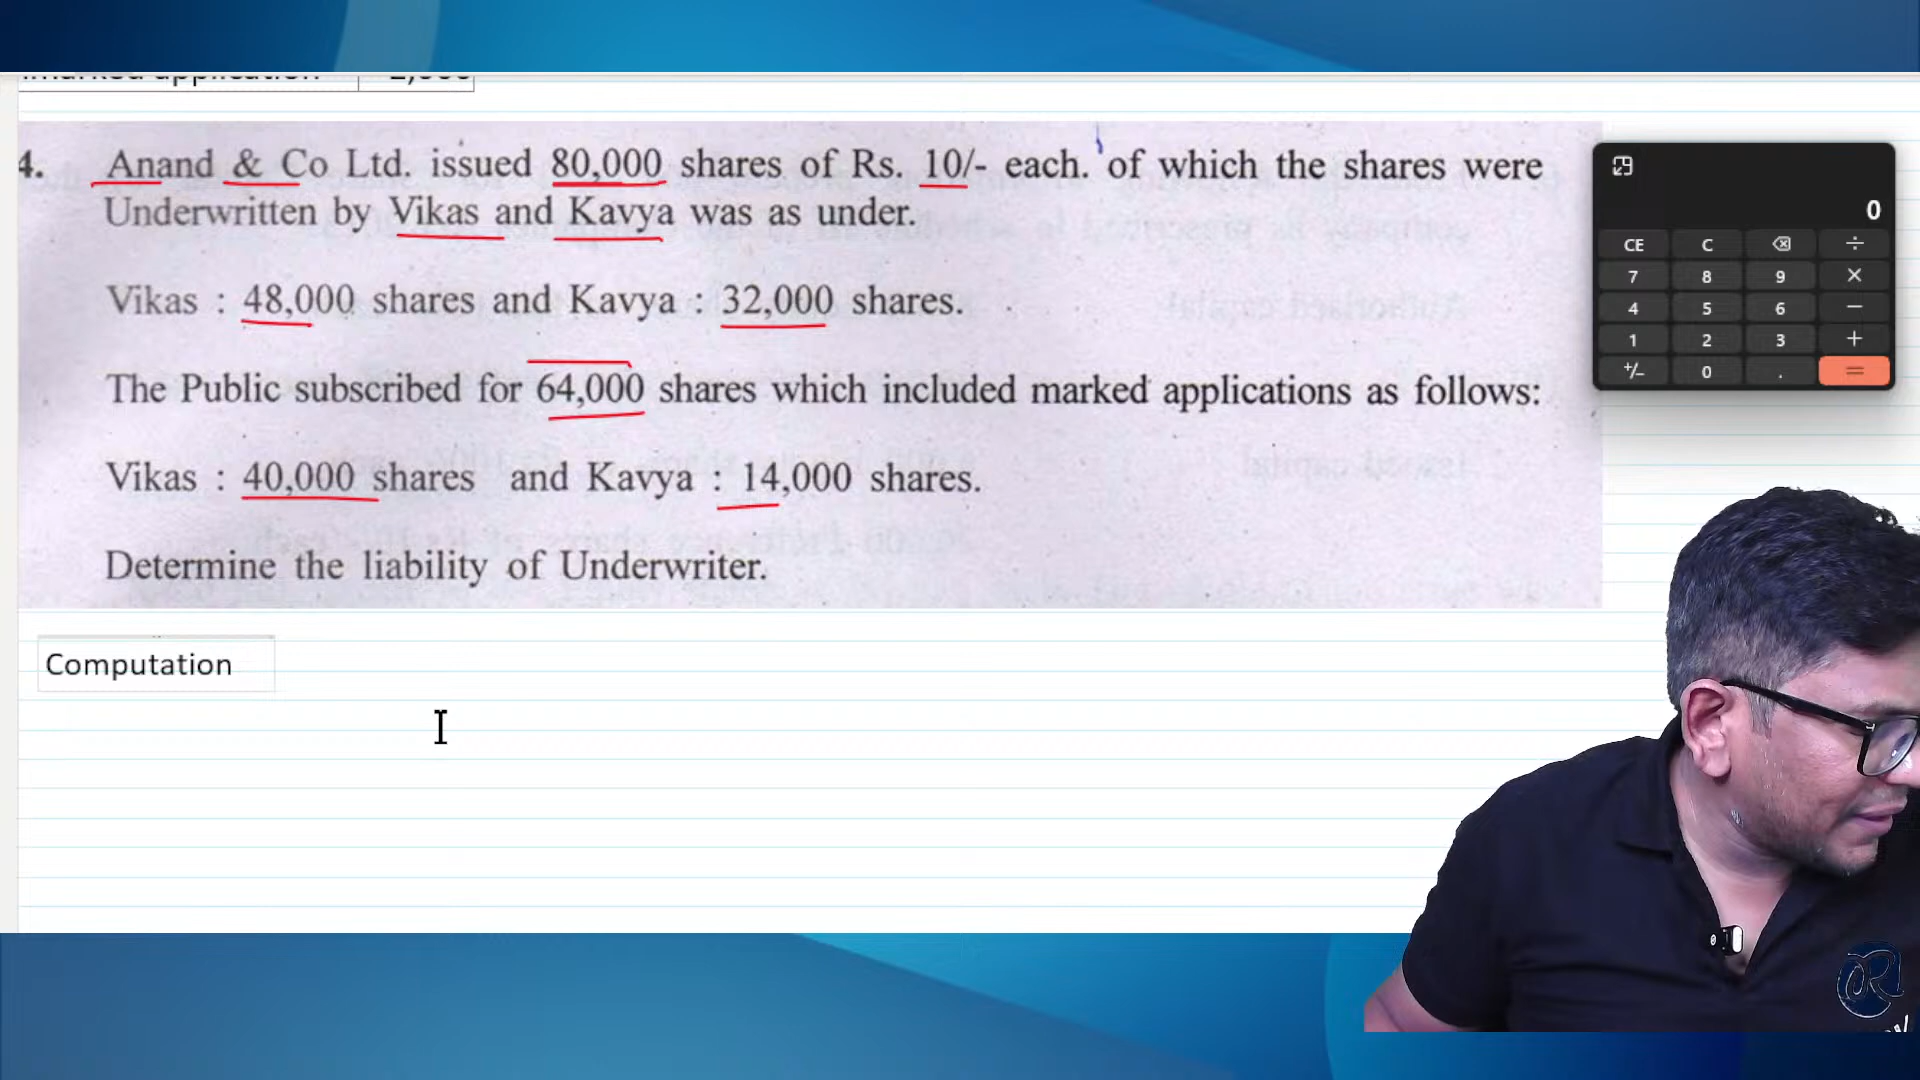 4. Anand & Co Ltd. issued 80,000 shares of Rs. 10/- each. of which the shares were
Underwritten by Vikas and Kavya was as under.
Vikas : 48,000 shares and Kavya : 32,000 shares.
The Public subscribed for 64,000 shares which included marked applications as follows:
Vikas : 40,000 shares and Kavya : 14,000 shares.
Determine the liability of Underwriter.
Computation
0
CE C ⌫ ÷
7 8 9 ×
4 5 6 −
1 2 3 +
+/- 0 . =